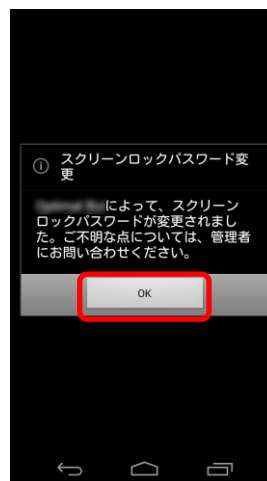 スクリーンロックパスワード変
更
によって、スクリーン
ロックパスワードが変更されまし
た。ご不明な点については、管理者
にお問い合わせください。
OK